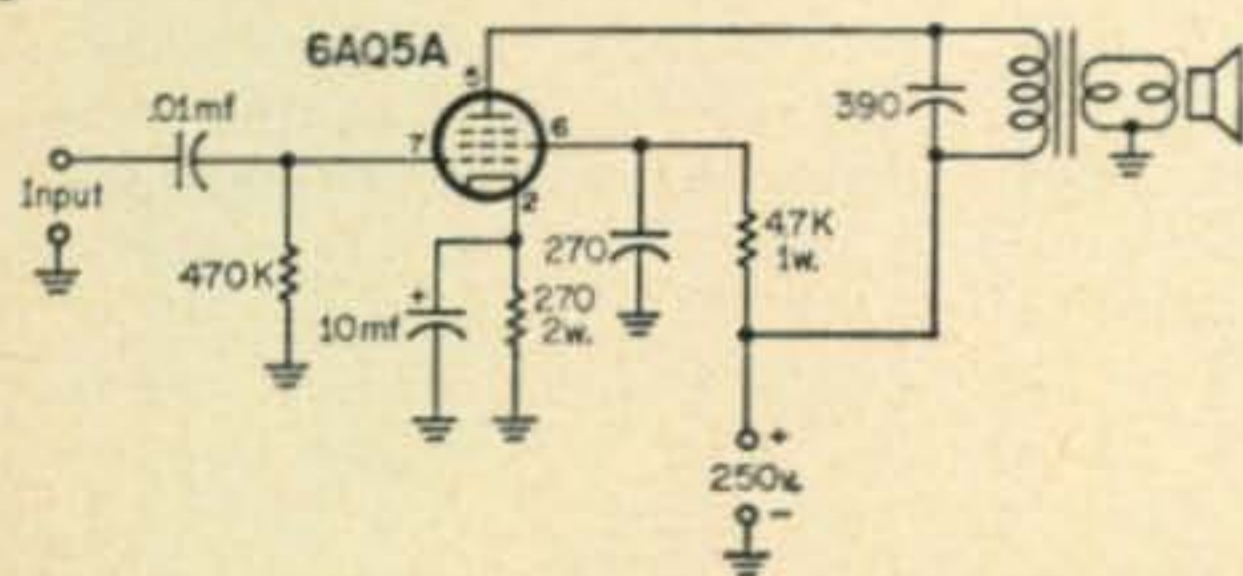 6AQ5A
.01mf
Input
470K
7
5
6
2
10mf
+
270
2w.
270
47K
1w.
390
+
250v.
-